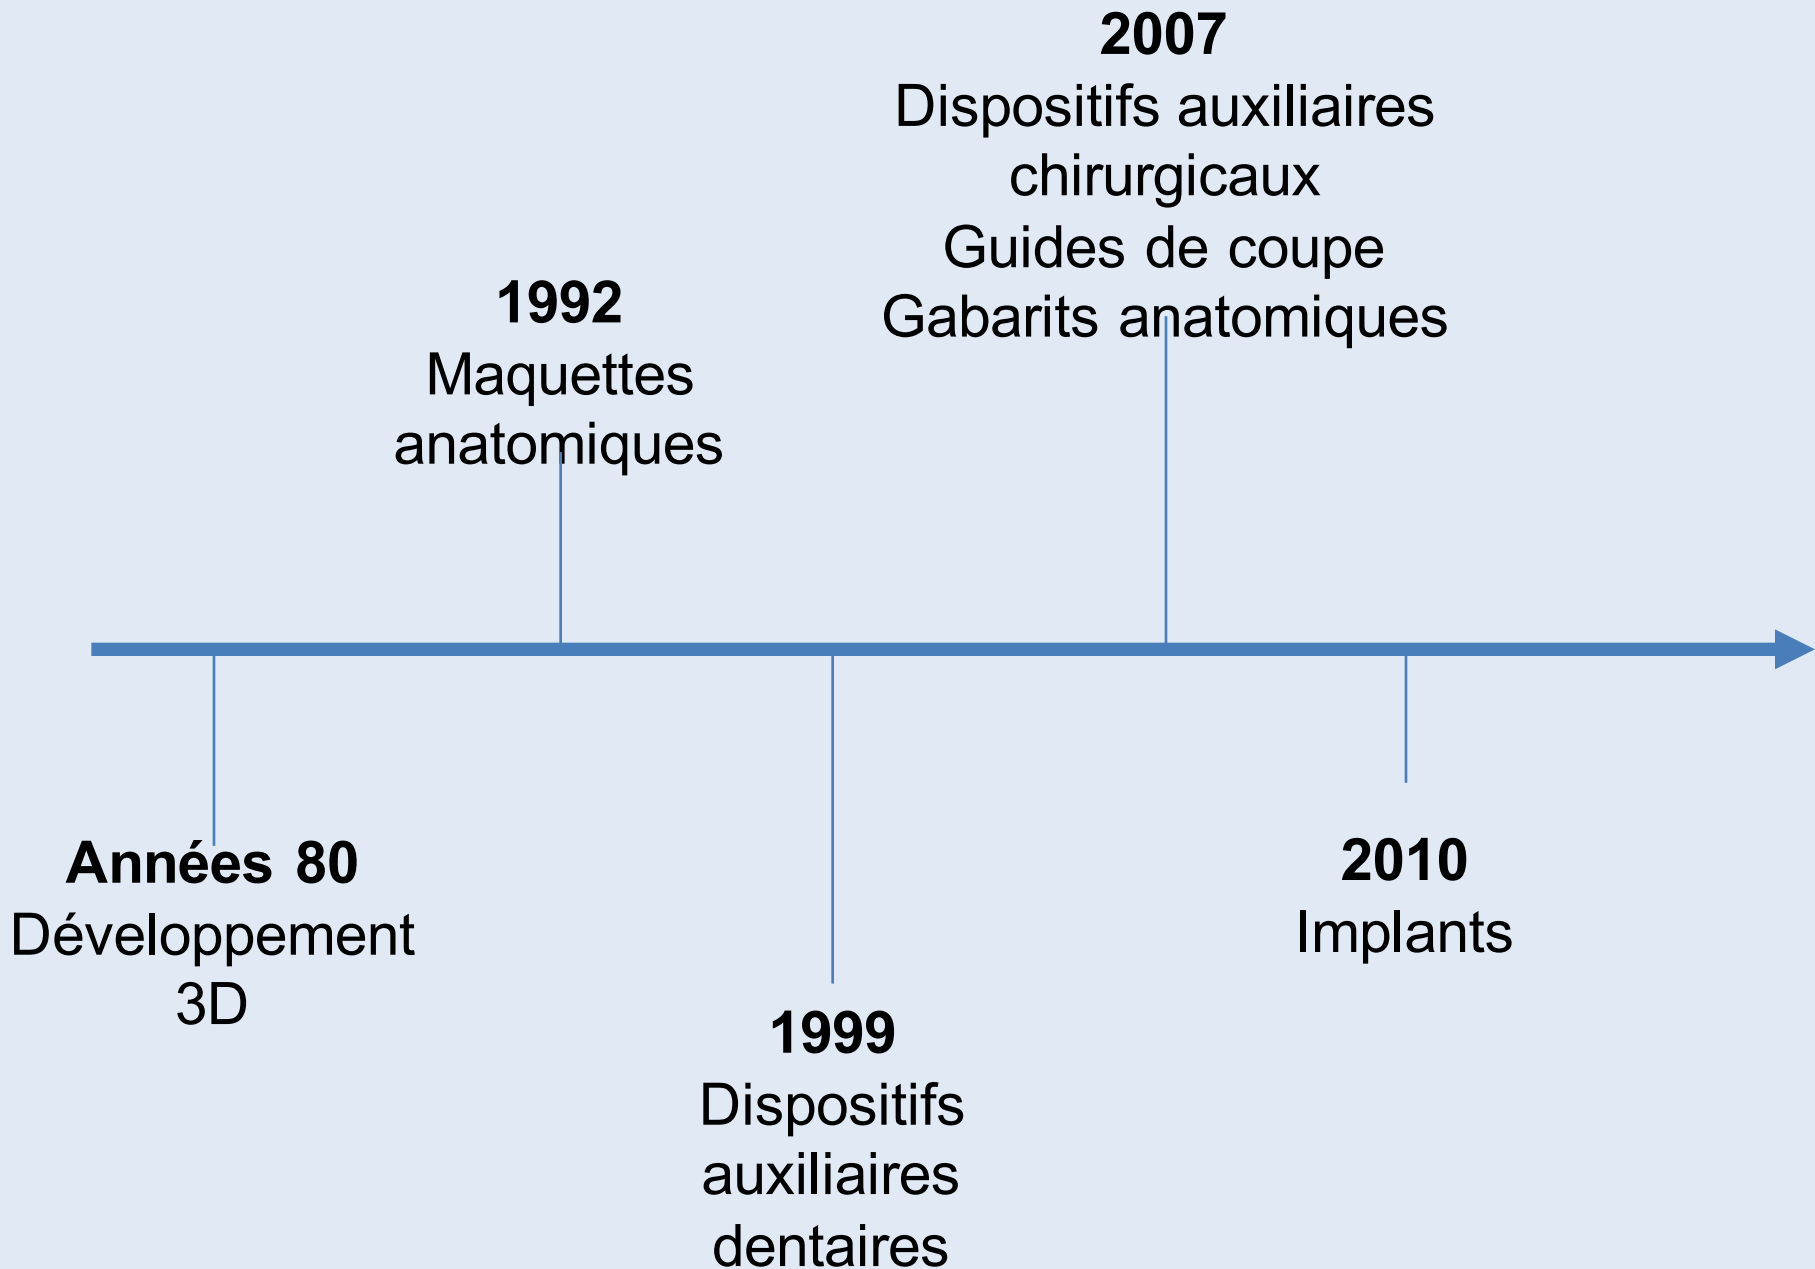 2007
Dispositifs auxiliaires
chirurgicaux
Guides de coupe
Gabarits anatomiques
1992
Maquettes
anatomiques
Années 80
Développement
3D
1999
Dispositifs
auxiliaires
dentaires
2010
Implants